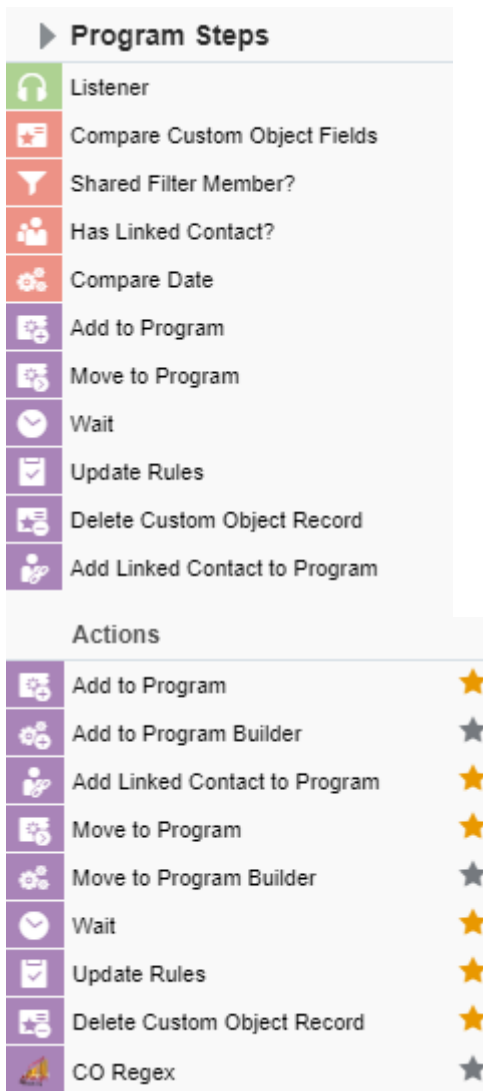 Program Steps
Listener
Compare Custom Object Fields
Shared Filter Member?
Has Linked Contact?
Compare Date
Add to Program
Move to Program
Wait
Update Rules
Delete Custom Object Record
Add Linked Contact to Program
Actions
Add to Program
Add to Program Builder
Add Linked Contact to Program
Move to Program
Move to Program Builder
Wait
Update Rules
Delete Custom Object Record
CO Regex